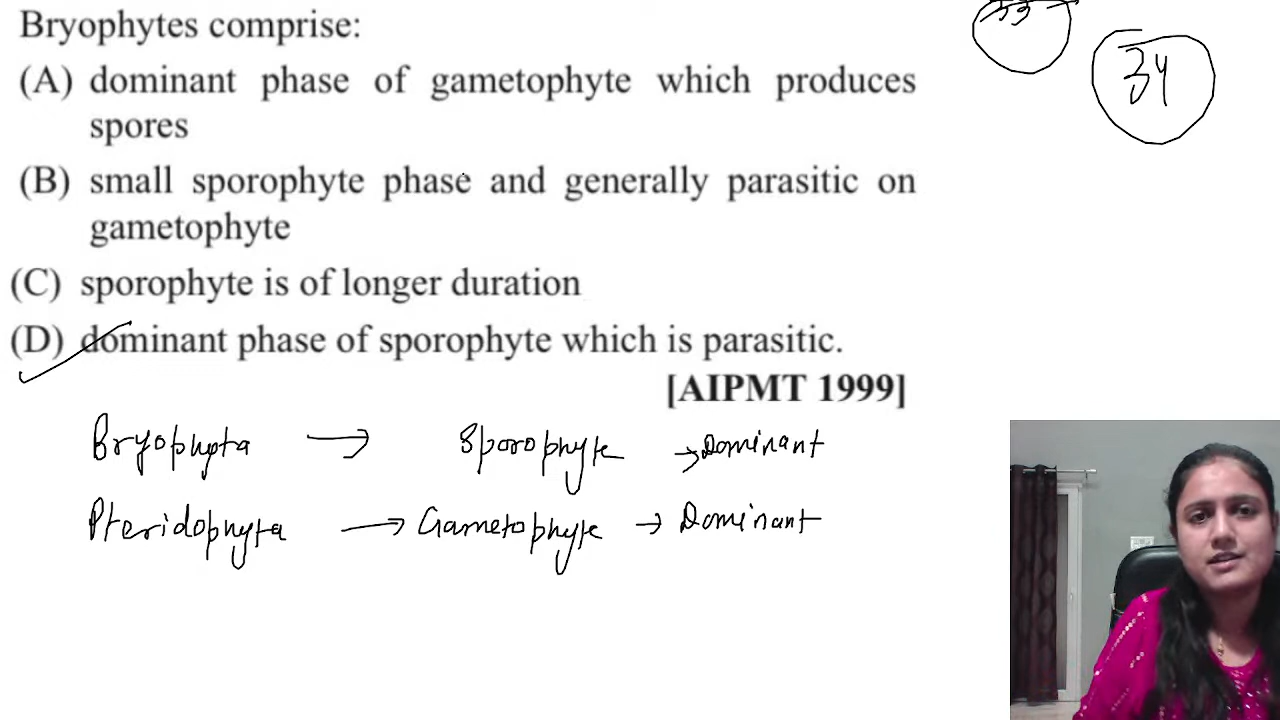 33
34
Bryophytes comprise:
(A) dominant phase of gametophyte which produces
spores
(B) small sporophyte phase and generally parasitic on
gametophyte
(C) sporophyte is of longer duration
(D) dominant phase of sporophyte which is parasitic.
[AIPMT 1999]
Bryophyta → Sporophyte → Dominant
Pteridophyta → Gametophyte → Dominant